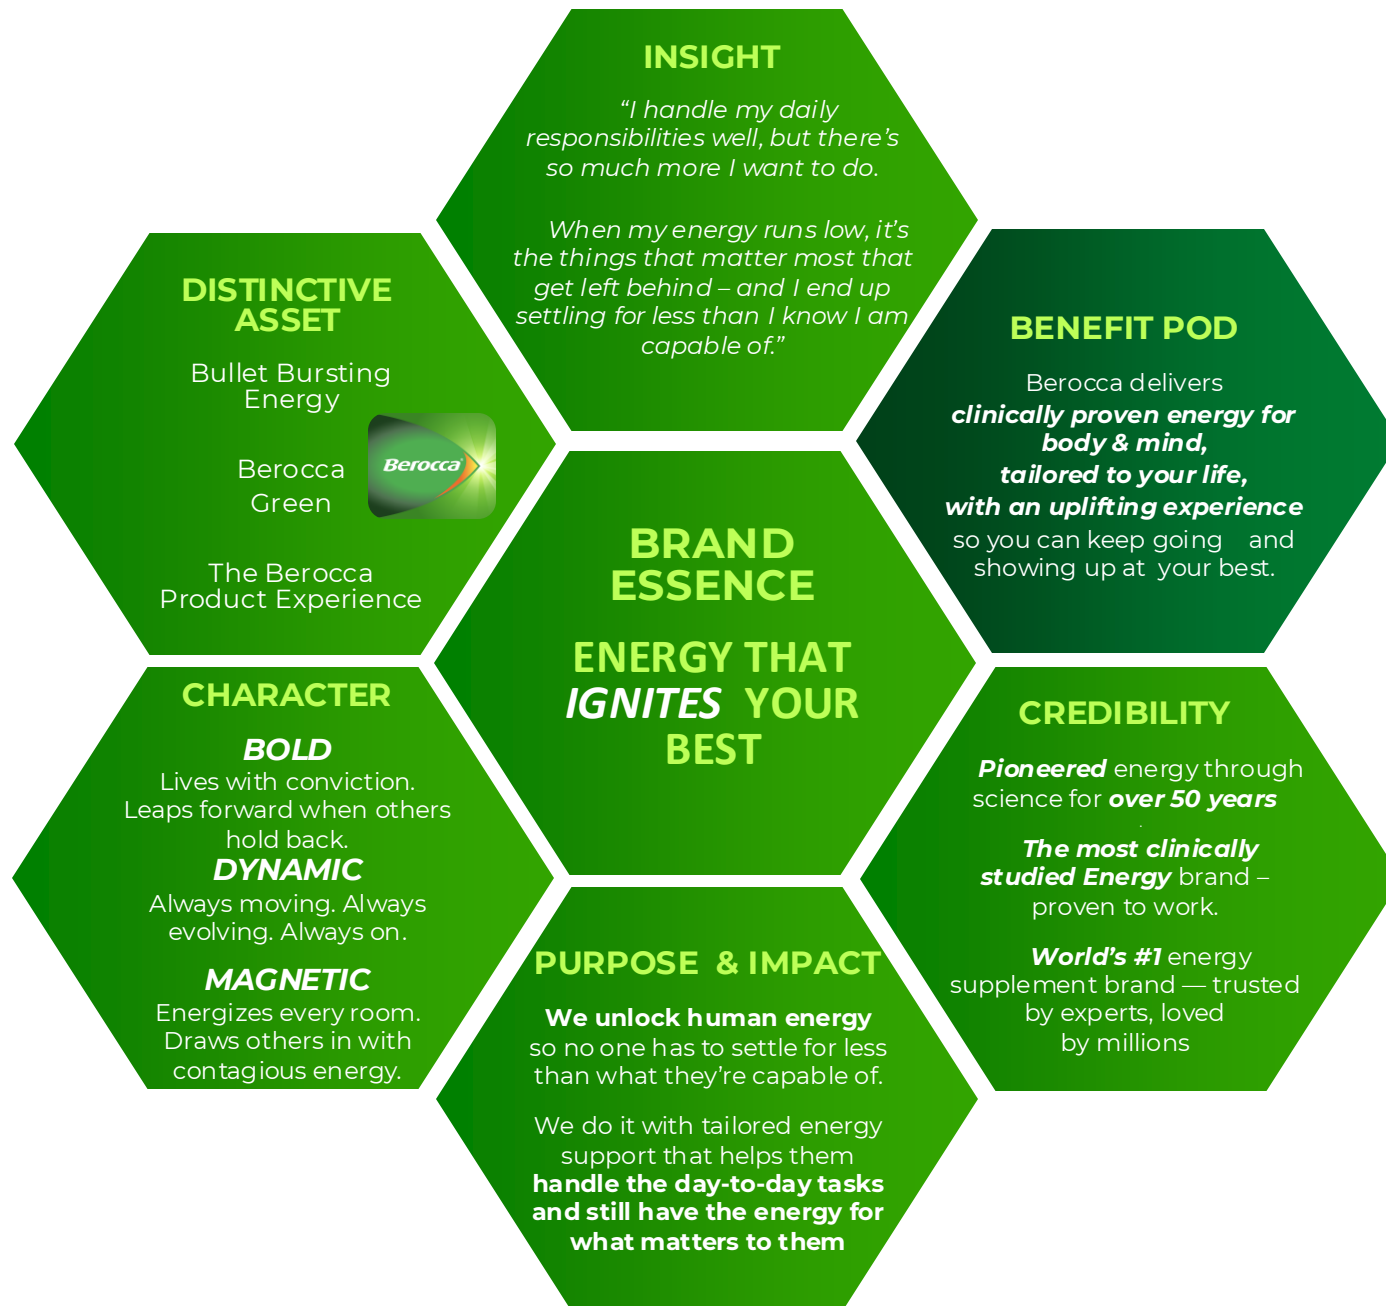 INSIGHT
“I handle my daily
responsibilities well, but there’s
so much more I want to do.
When my energy runs low, it’s
the things that matter most that
get left behind – and I end up
settling for less than I know I am
capable of.”
DISTINCTIVE
ASSET
Bullet Bursting
Energy
Berocca
Green
Berocca
The Berocca
Product Experience
BENEFIT POD
Berocca delivers
clinically proven energy for
body & mind,
tailored to your life,
with an uplifting experience
so you can keep going and
showing up at your best.
BRAND
ESSENCE
ENERGY THAT
IGNITES YOUR
BEST
CHARACTER
BOLD
Lives with conviction.
Leaps forward when others
hold back.
DYNAMIC
Always moving. Always
evolving. Always on.
MAGNETIC
Energizes every room.
Draws others in with
contagious energy.
CREDIBILITY
Pioneered energy through
science for over 50 years
.
The most clinically
studied Energy brand –
proven to work.
World’s #1 energy
supplement brand — trusted
by experts, loved
by millions
PURPOSE & IMPACT
We unlock human energy
so no one has to settle for less
than what they’re capable of.
We do it with tailored energy
support that helps them
handle the day-to-day tasks
and still have the energy for
what matters to them